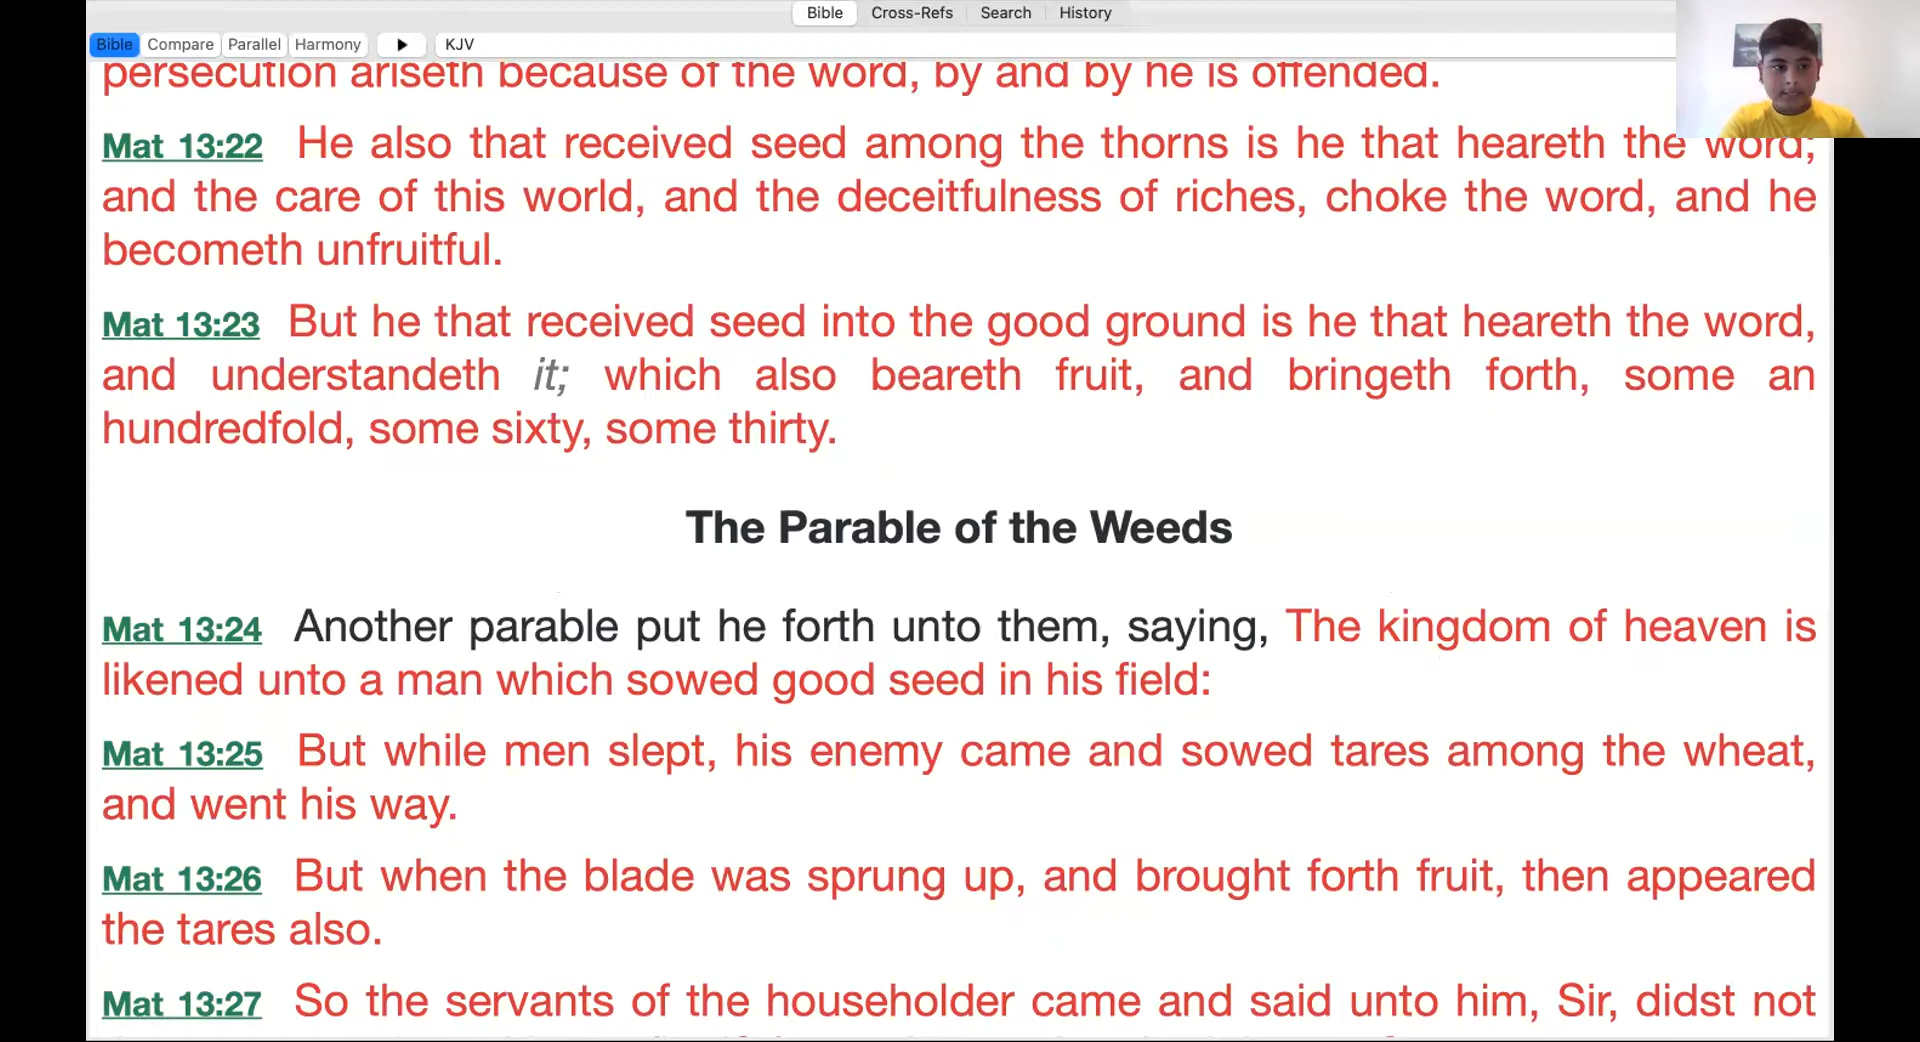 Bible Cross-Refs Search History
Bible Compare Parallel Harmony KJV
persecution ariseth because of the word, by and by he is offended.
Mat 13:22 He also that received seed among the thorns is he that heareth the word;
and the care of this world, and the deceitfulness of riches, choke the word, and he
becometh unfruitful.
Mat 13:23 But he that received seed into the good ground is he that heareth the word,
and understandeth it; which also beareth fruit, and bringeth forth, some an
hundredfold, some sixty, some thirty.
The Parable of the Weeds
Mat 13:24 Another parable put he forth unto them, saying, The kingdom of heaven is
likened unto a man which sowed good seed in his field:
Mat 13:25 But while men slept, his enemy came and sowed tares among the wheat,
and went his way.
Mat 13:26 But when the blade was sprung up, and brought forth fruit, then appeared
the tares also.
Mat 13:27 So the servants of the householder came and said unto him, Sir, didst not